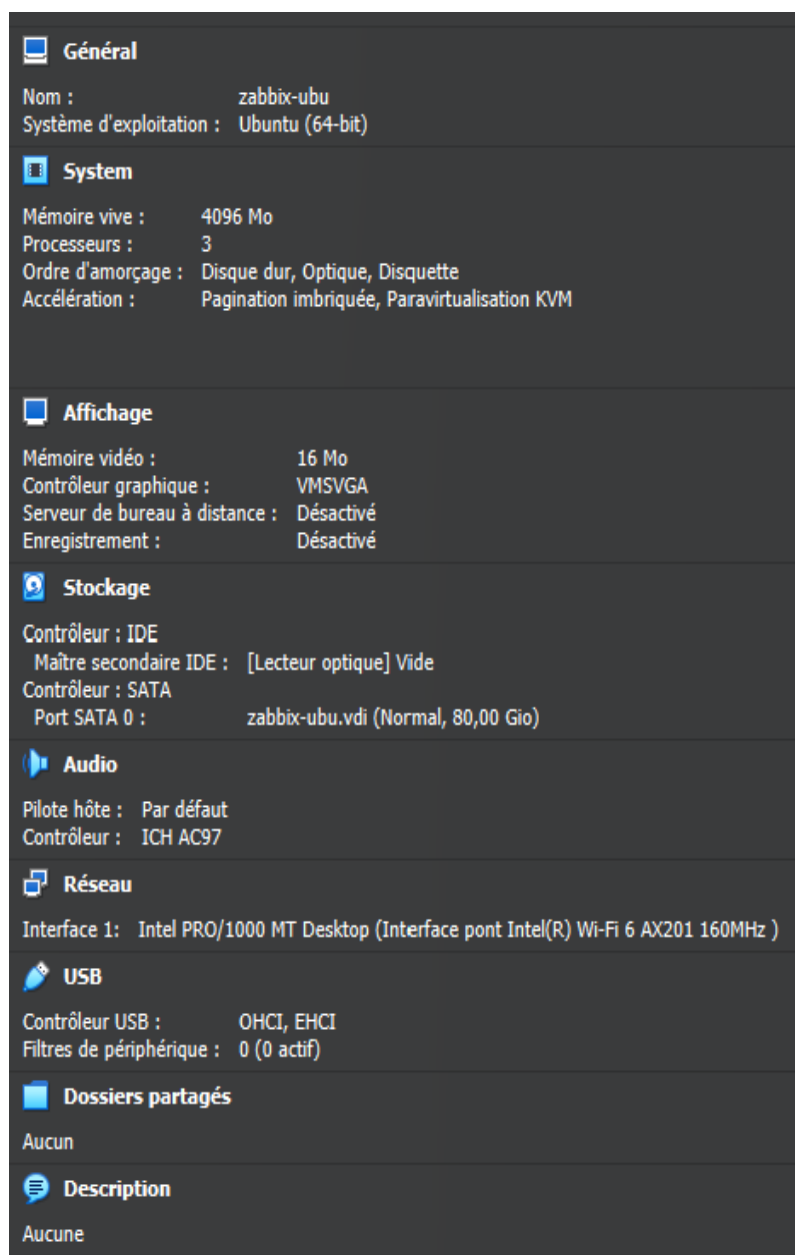 Général
Nom : zabbix-ubu
Système d'exploitation : Ubuntu (64-bit)
System
Mémoire vive : 4096 Mo
Processeurs : 3
Ordre d'amorçage : Disque dur, Optique, Disquette
Accélération : Pagination imbriquée, Paravirtualisation KVM
Affichage
Mémoire vidéo : 16 Mo
Contrôleur graphique : VMSVGA
Serveur de bureau à distance : Désactivé
Enregistrement : Désactivé
Stockage
Contrôleur : IDE
Maître secondaire IDE : [Lecteur optique] Vide
Contrôleur : SATA
Port SATA 0 : zabbix-ubu.vdi (Normal, 80,00 Gio)
Audio
Pilote hôte : Par défaut
Contrôleur : ICH AC97
Réseau
Interface 1: Intel PRO/1000 MT Desktop (Interface pont Intel(R) Wi-Fi 6 AX201 160MHz )
USB
Contrôleur USB : OHCI, EHCI
Filtres de périphérique : 0 (0 actif)
Dossiers partagés
Aucun
Description
Aucune